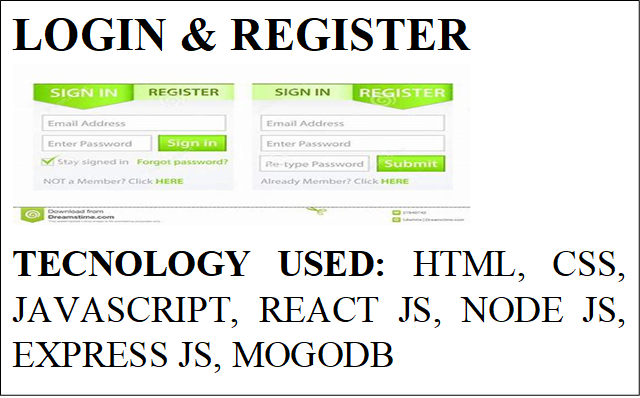 LOGIN & REGISTER
SIGN IN REGISTER
Email Address
Enter Password Sign in
Stay signed in Forgot password?
NOT a Member? Click HERE
SIGN IN REGISTER
Email Address
Enter Password
Re-type Password Submit
Already Member? Click HERE
Download from
Dreamstime.com
TECNOLOGY USED: HTML, CSS,
JAVASCRIPT, REACT JS, NODE JS,
EXPRESS JS, MOGODB